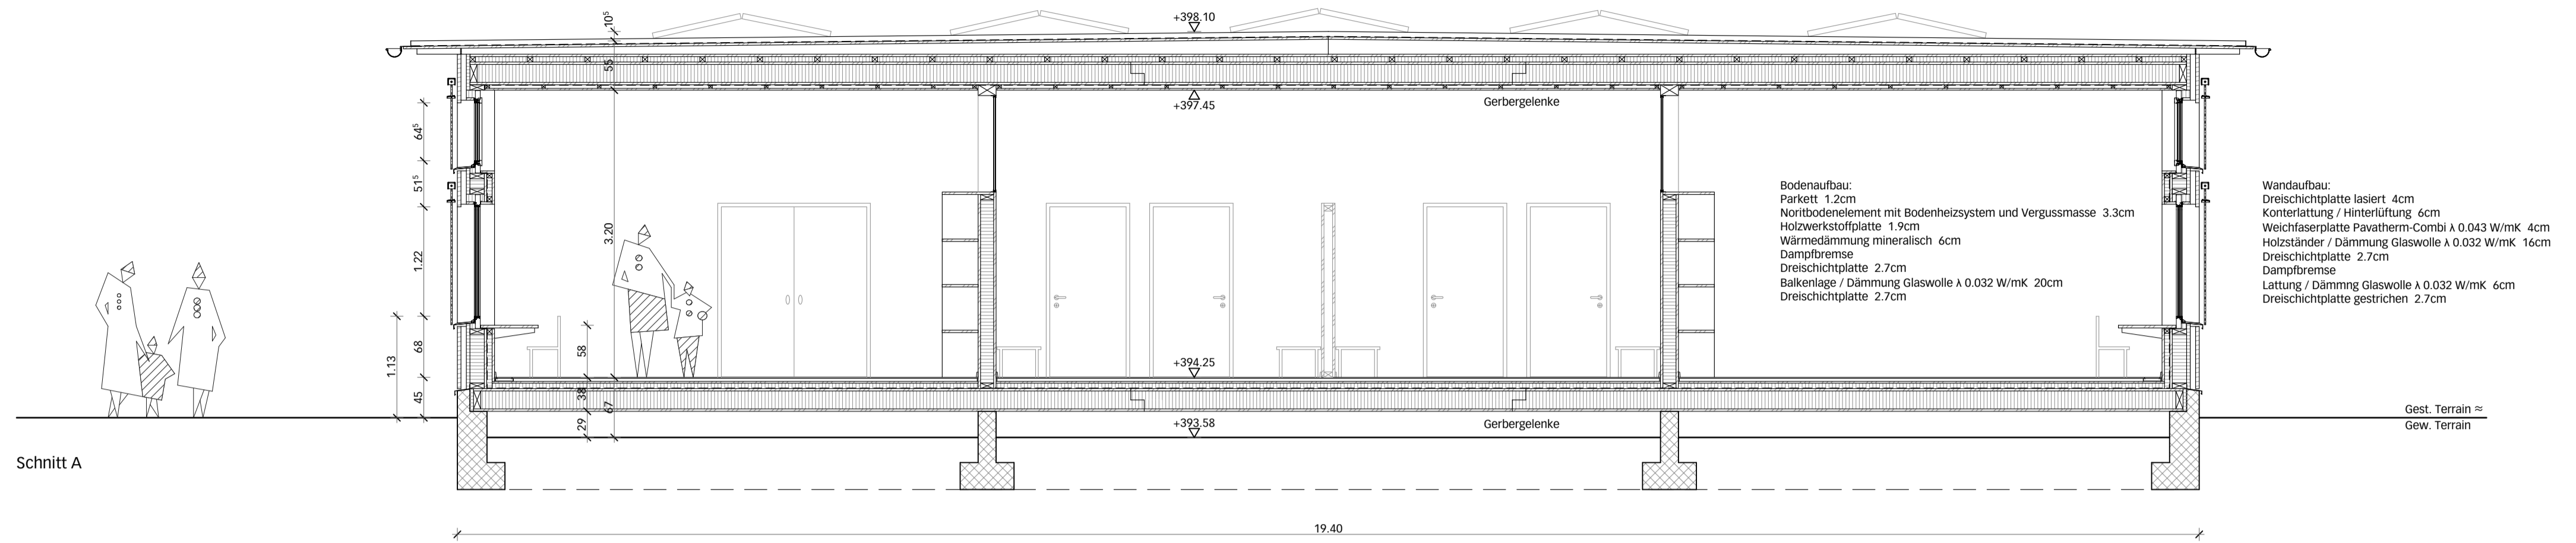 10⁵
+398.10
55
+397.45
Gerbergelenke
64⁵
51⁵
3.20
1.22
1.13
68
58
45
38
67
29
+394.25
+393.58
Gerbergelenke
Bodenaufbau:
Parkett 1.2cm
Noritbodenelement mit Bodenheizsystem und Vergussmasse 3.3cm
Holzwerkstoffplatte 1.9cm
Wärmedämmung mineralisch 6cm
Dampfbremse
Dreischichtplatte 2.7cm
Balkenlage / Dämmung Glaswolle λ 0.032 W/mK 20cm
Dreischichtplatte 2.7cm
Wandaufbau:
Dreischichtplatte lasiert 4cm
Konterlattung / Hinterlüftung 6cm
Weichfaserplatte Pavatherm-Combi λ 0.043 W/mK 4cm
Holzständer / Dämmung Glaswolle λ 0.032 W/mK 16cm
Dreischichtplatte 2.7cm
Dampfbremse
Lattung / Dämmng Glaswolle λ 0.032 W/mK 6cm
Dreischichtplatte gestrichen 2.7cm
Gest. Terrain ≈
Gew. Terrain
Schnitt A
19.40